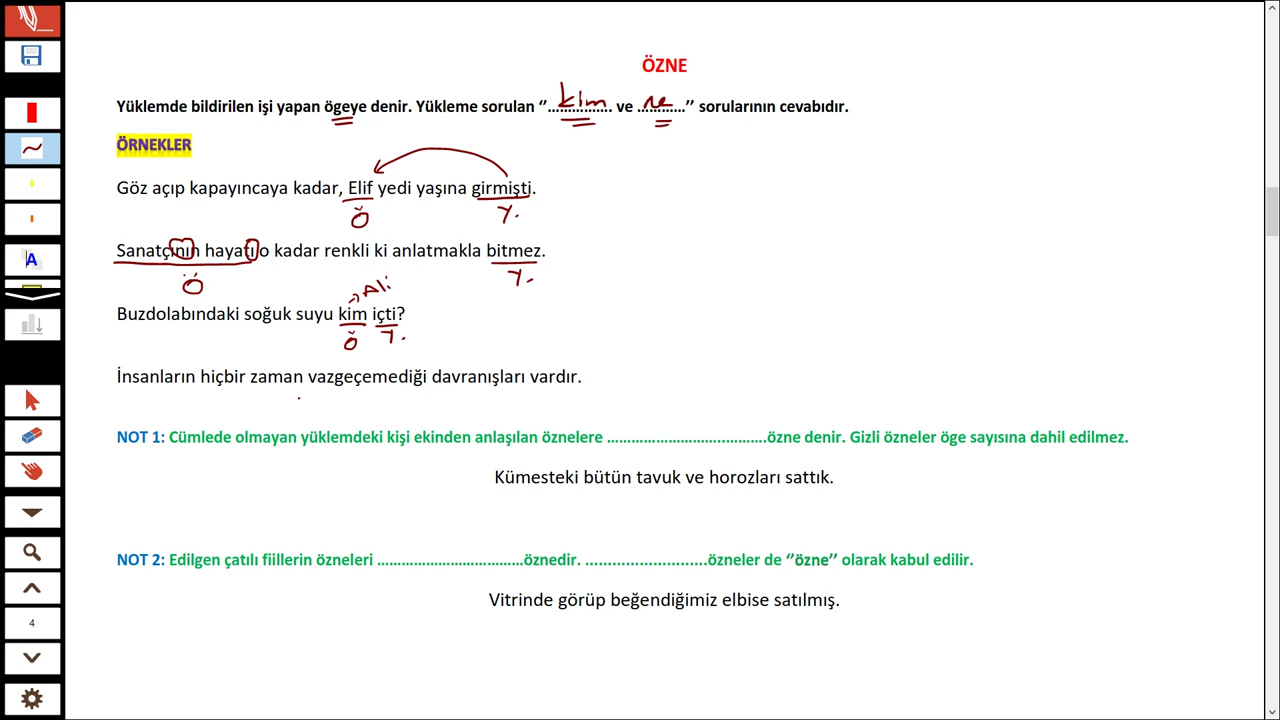 ÖZNE
Yüklemde bildirilen işi yapan ögeye denir. Yükleme sorulan ‘’…kim…. ve …ne…’’ sorularının cevabıdır.
ÖRNEKLER
Göz açıp kapayıncaya kadar, Elif yedi yaşına girmişti.
Ö Y.
Sanatçının hayatı o kadar renkli ki anlatmakla bitmez.
Ö Y.
Ali
Buzdolabındaki soğuk suyu kim içti?
Ö Y.
İnsanların hiçbir zaman vazgeçemediği davranışları vardır.
NOT 1: Cümlede olmayan yüklemdeki kişi ekinden anlaşılan öznelere ……………………………….özne denir. Gizli özneler öge sayısına dahil edilmez.
Kümesteki bütün tavuk ve horozları sattık.
NOT 2: Edilgen çatılı fiillerin özneleri ………………………………öznedir. ………………………..özneler de ‘’özne’’ olarak kabul edilir.
Vitrinde görüp beğendiğimiz elbise satılmış.
A
4